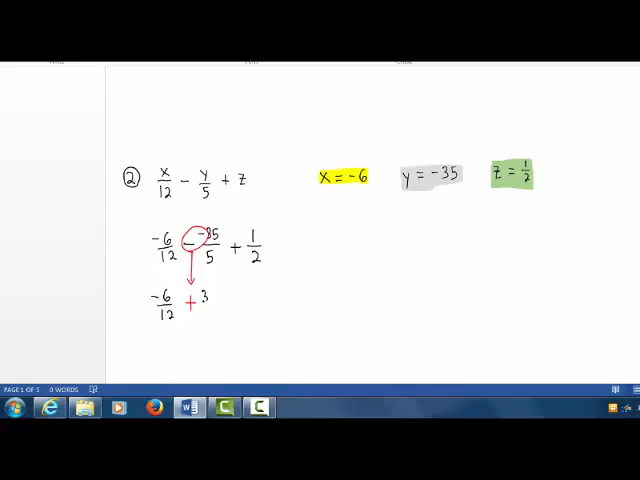 ② x/12 - y/5 + z x = -6 y = -35 z = 1/2
-6/12 - -35/5 + 1/2
-6/12 + 3
PAGE 1 OF 5 0 WORDS